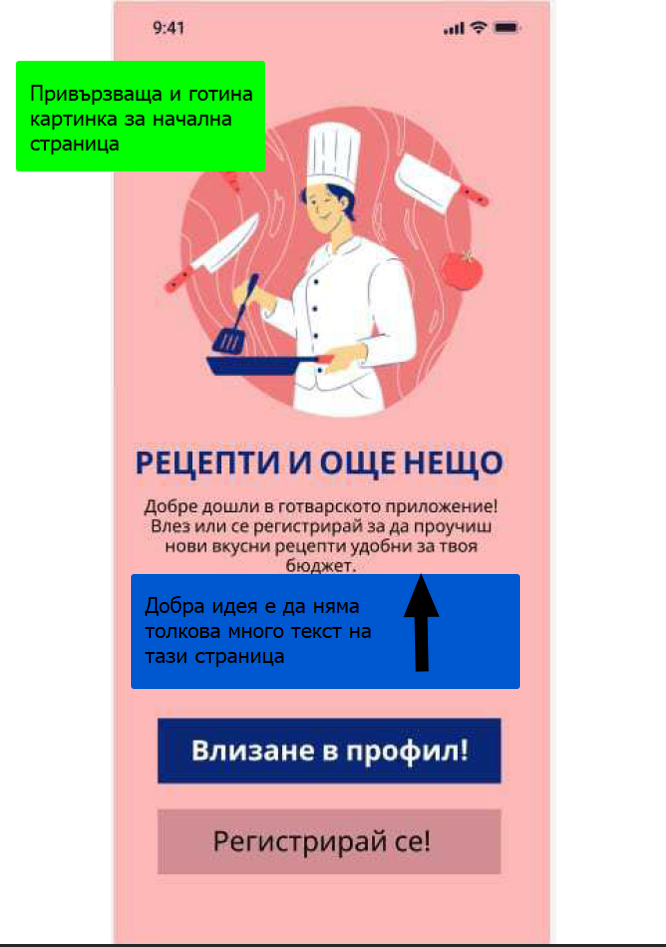 9:41
Привързваща и готина
картинка за начална
страница
РЕЦЕПТИ И ОЩЕ НЕЩО
Добре дошли в готварското приложение!
Влез или се регистрирай за да проучиш
нови вкусни рецепти удобни за твоя
бюджет.
Добра идея е да няма
толкова много текст на
тази страница
Влизане в профил!
Регистрирай се!